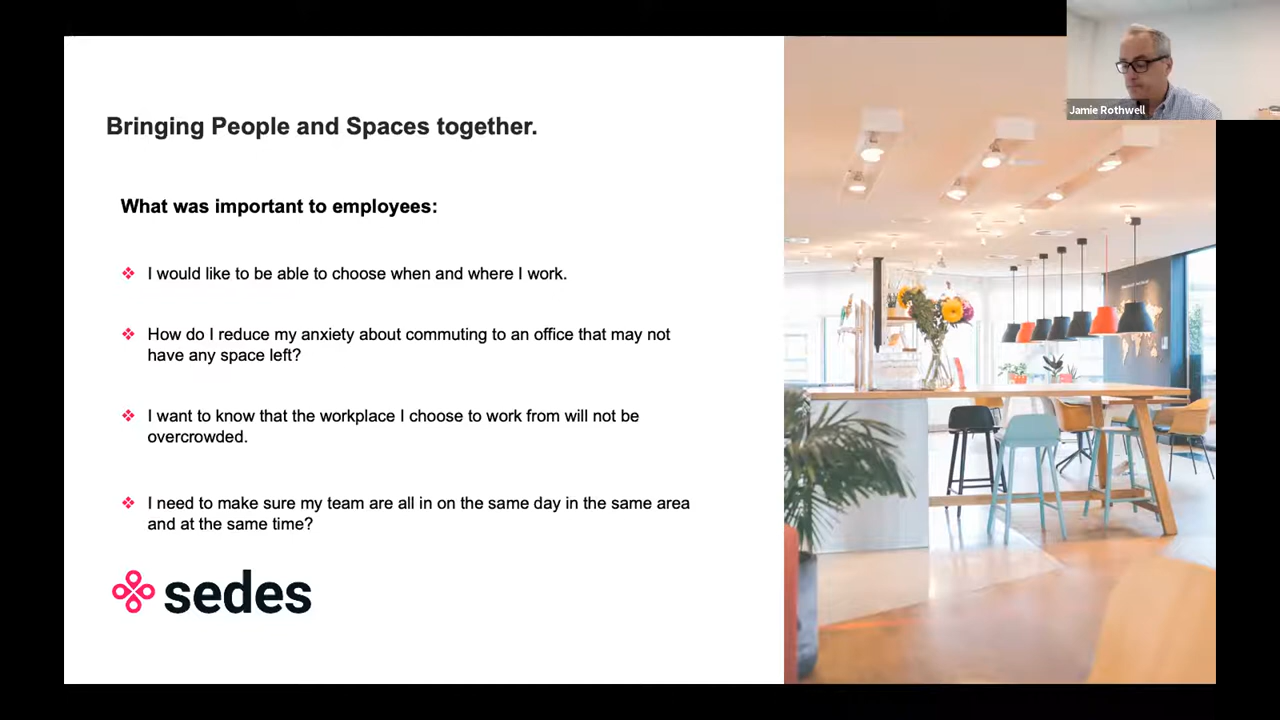 Jamie Rothwell
Bringing People and Spaces together.
What was important to employees:
I would like to be able to choose when and where I work.
How do I reduce my anxiety about commuting to an office that may not
have any space left?
I want to know that the workplace I choose to work from will not be
overcrowded.
I need to make sure my team are all in on the same day in the same area
and at the same time?
sedes